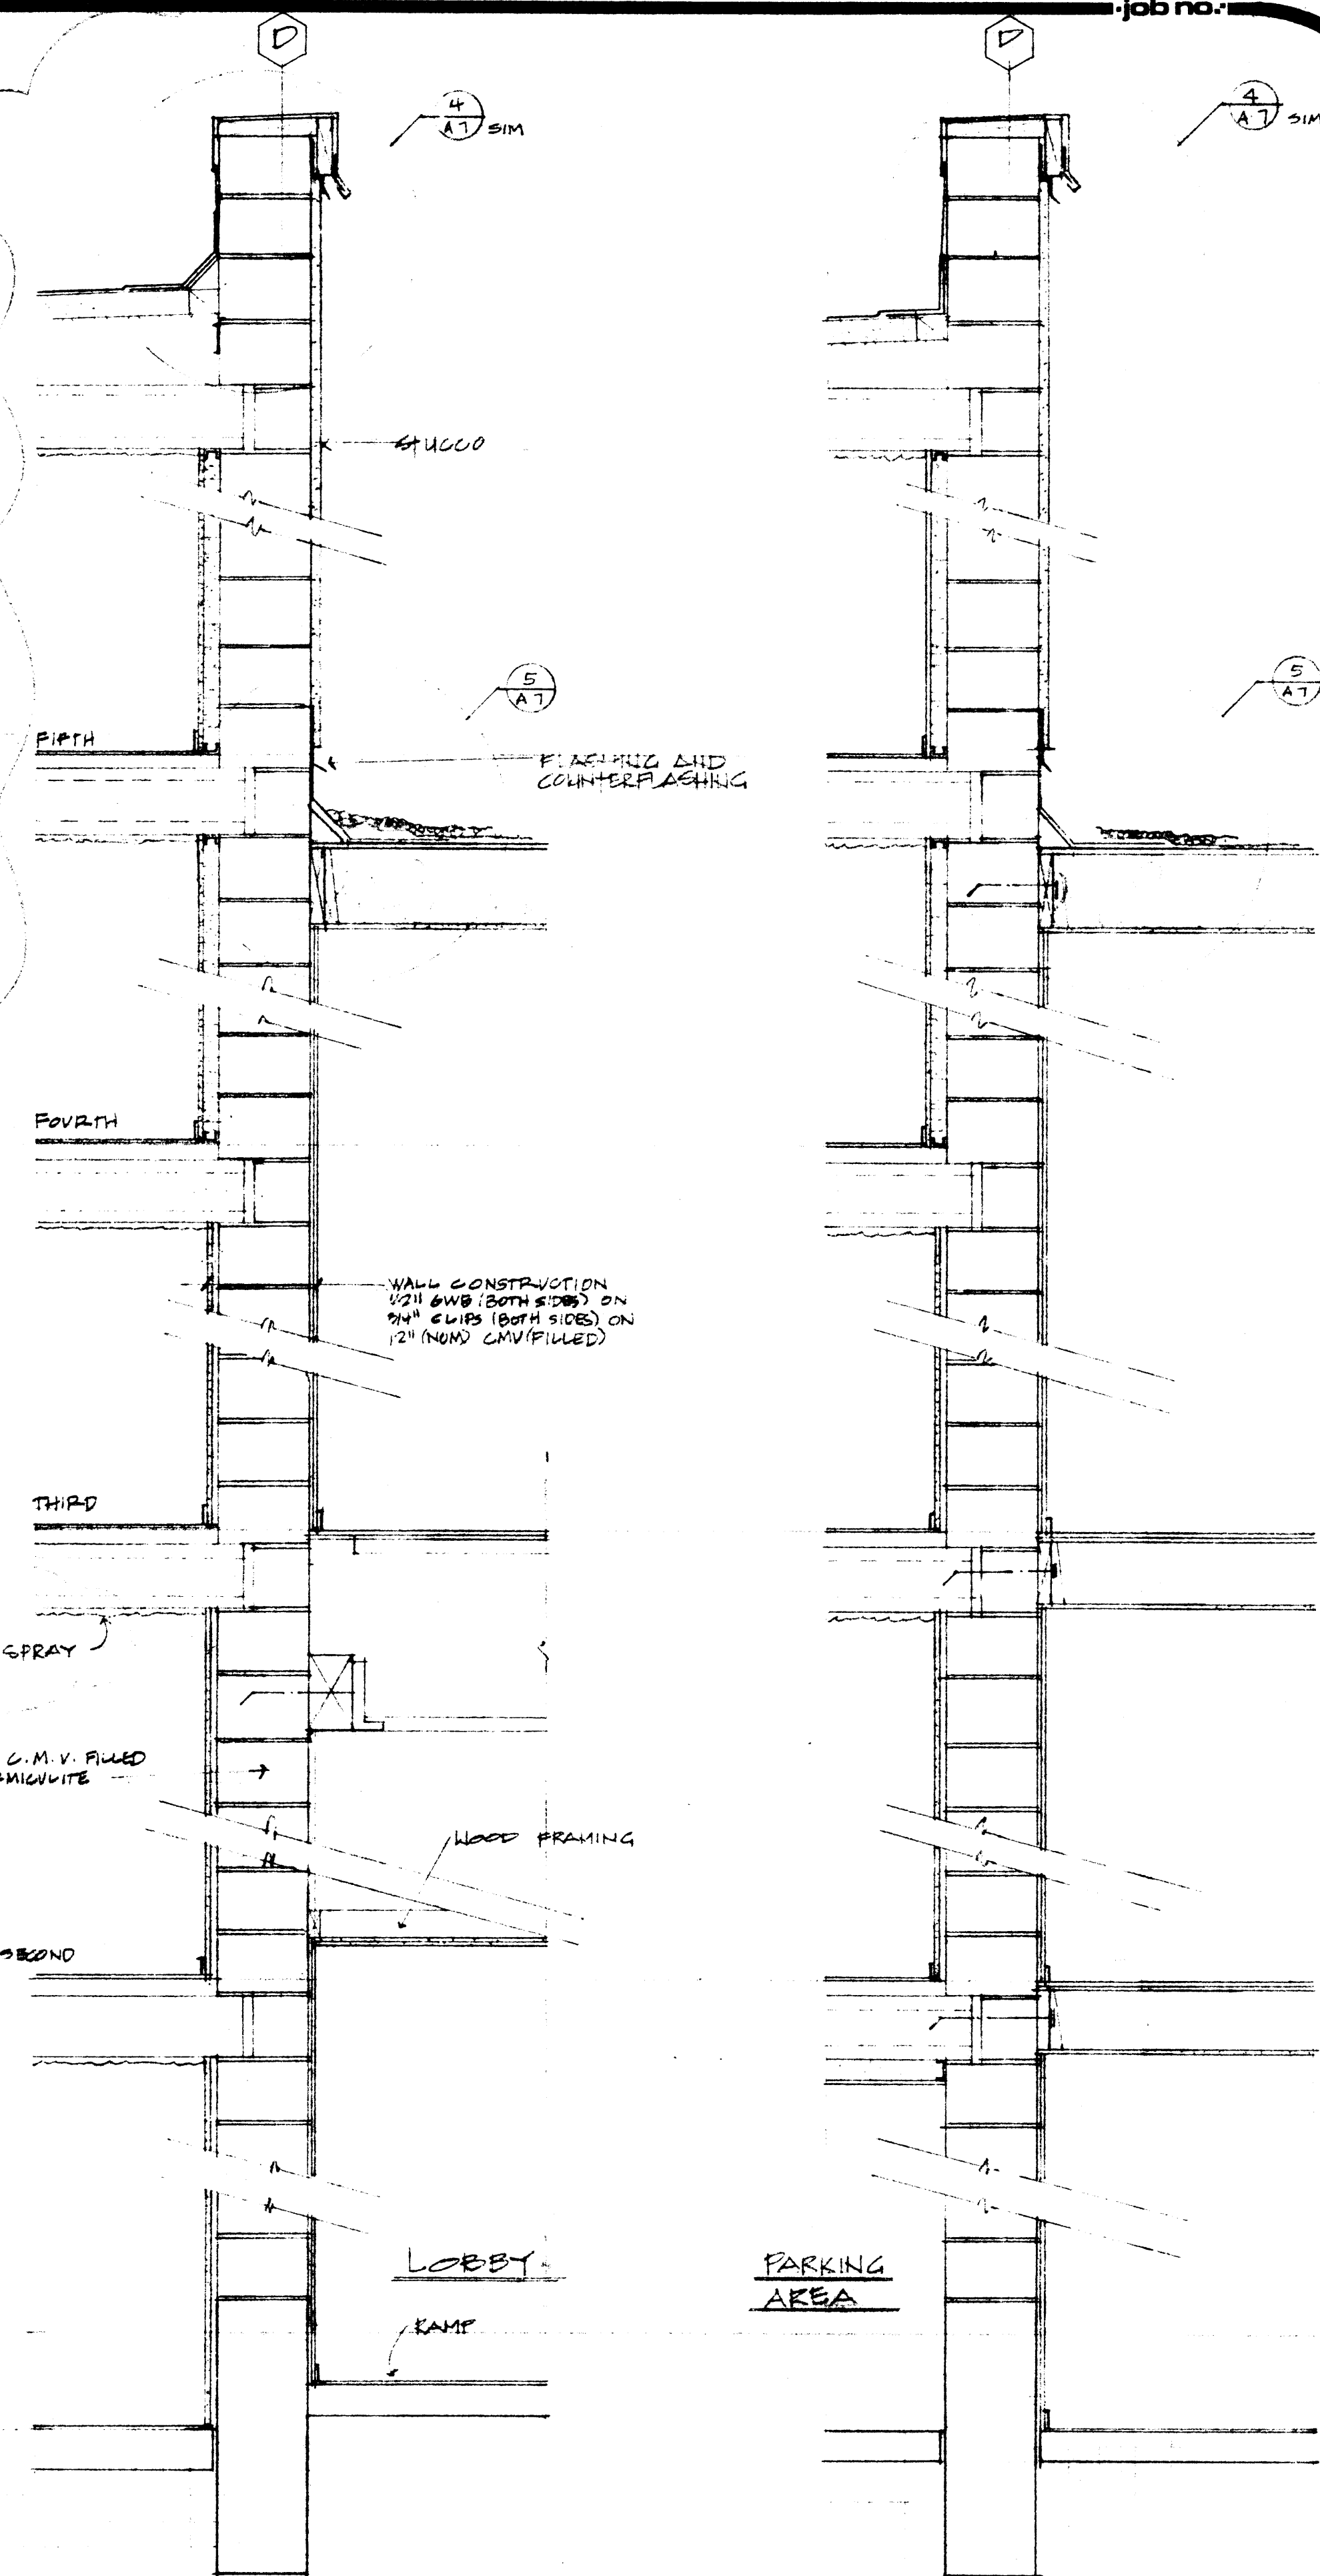 job no.
D
D
4
A7 SIM
4
A7 SIM
STUCCO
5
A7
5
A7
FIFTH
FLASHING AND
COUNTERFLASHING
FOURTH
WALL CONSTRUCTION
1/2" GWB (BOTH SIDES) ON
3/4" CLIPS (BOTH SIDES) ON
12" (NOM) CMU (FILLED)
THIRD
SPRAY
C.M.U. FILLED
WOOD FRAMING
SECOND
LOBBY
PARKING
AREA
RAMP